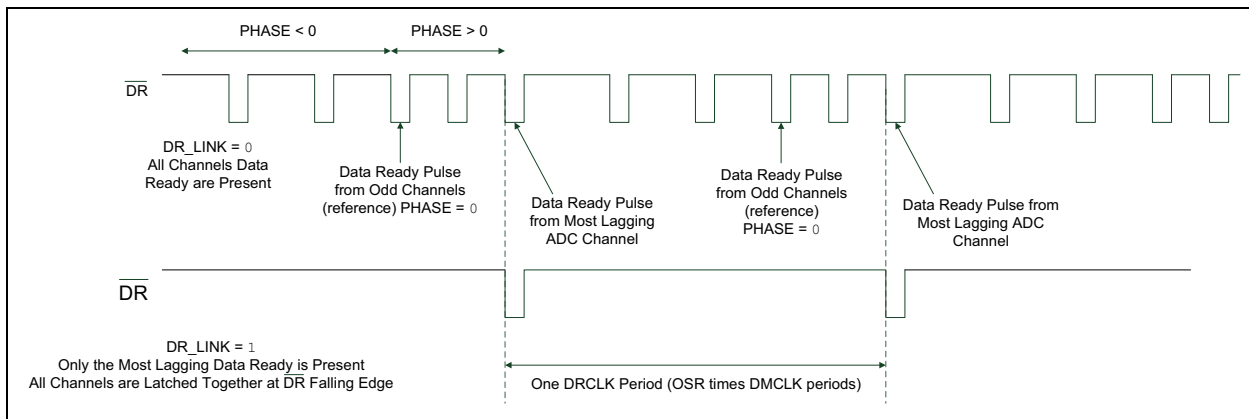 PHASE < 0
PHASE > 0
DR
DR_LINK = 0
All Channels Data
Ready are Present
Data Ready Pulse
from Odd Channels
(reference) PHASE = 0
Data Ready Pulse
from Most Lagging
ADC Channel
Data Ready Pulse
from Odd Channels
(reference)
PHASE = 0
Data Ready Pulse from
Most Lagging ADC
Channel
DR
DR_LINK = 1
Only the Most Lagging Data Ready is Present
All Channels are Latched Together at DR Falling Edge
One DRCLK Period (OSR times DMCLK periods)